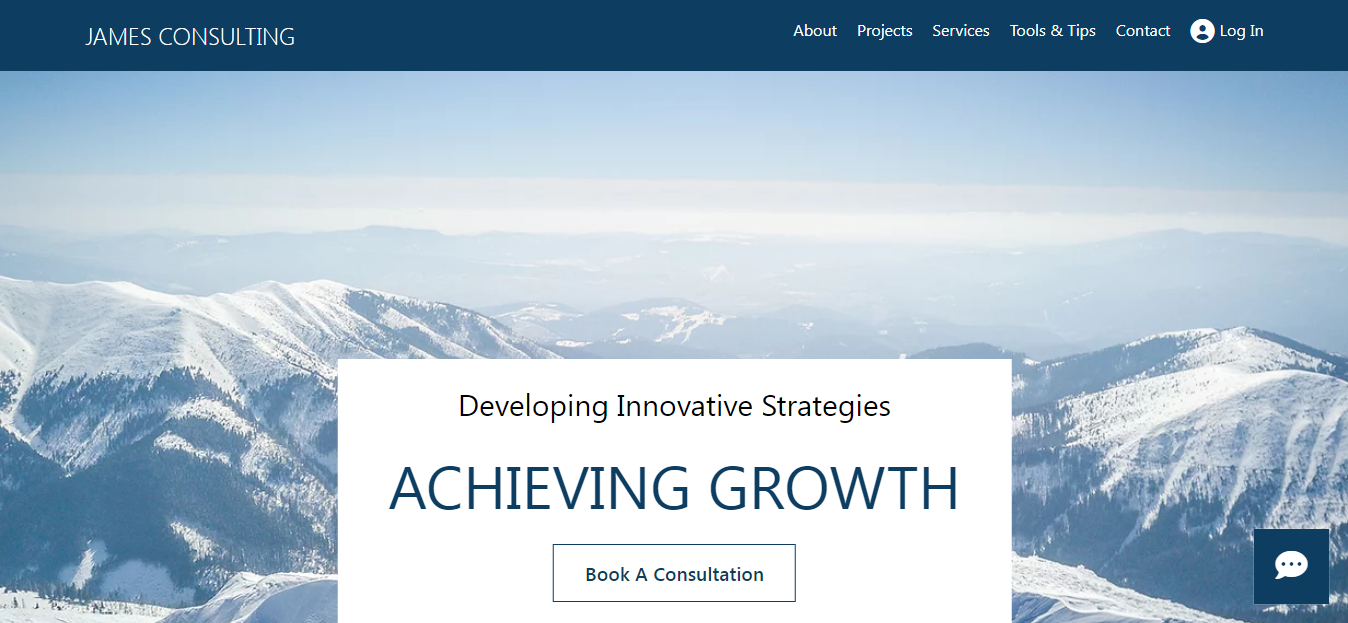 JAMES CONSULTING
About Projects Services Tools & Tips Contact Log In
Developing Innovative Strategies
ACHIEVING GROWTH
Book A Consultation